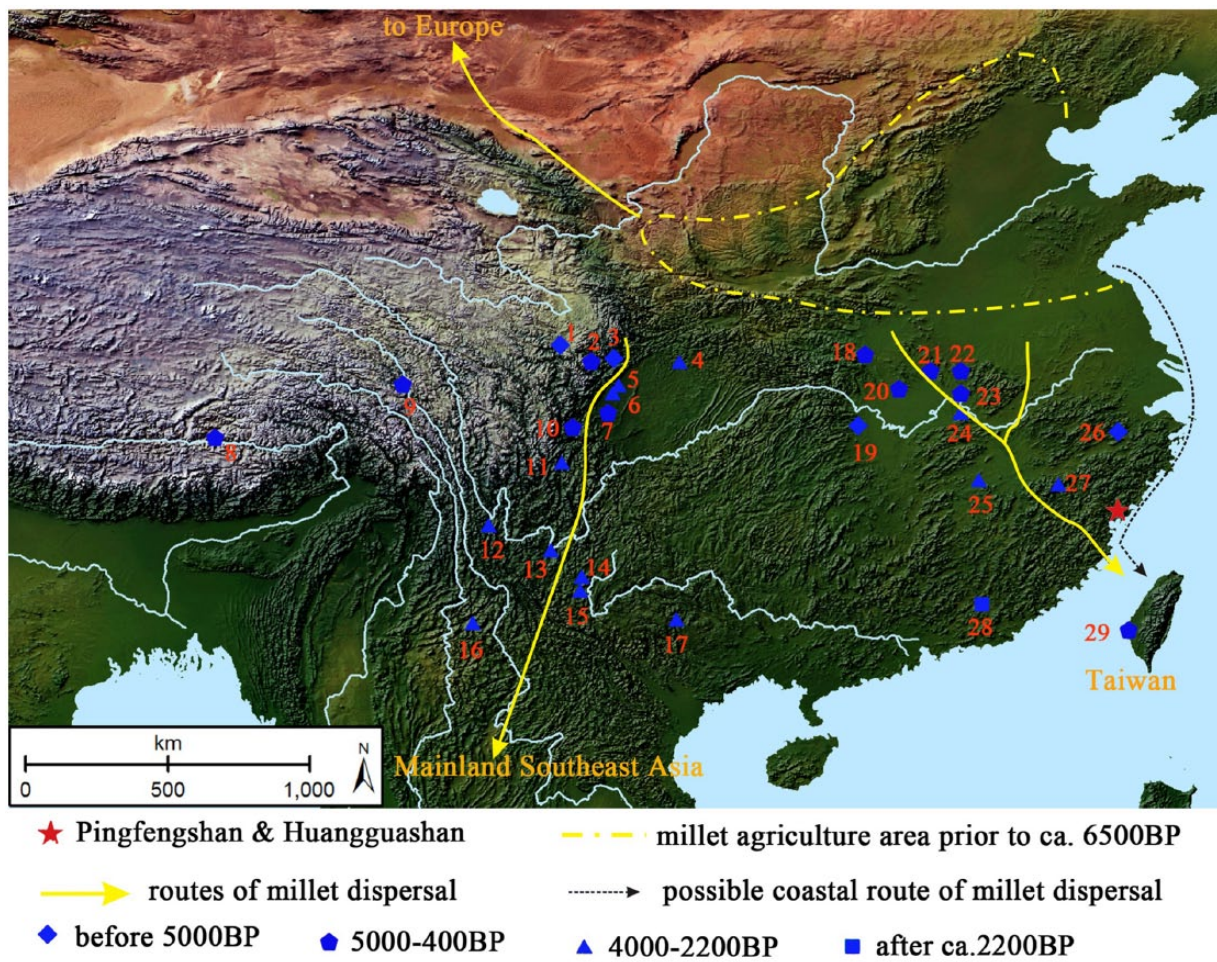 to Europe
1
2
3
4
5
6
7
8
9
10
11
12
13
14
15
16
17
18
19
20
21
22
23
24
25
26
27
28
29
Taiwan
Mainland Southeast Asia
km
N
0 500 1,000
Pingfengshan & Huangguashan
millet agriculture area prior to ca. 6500BP
routes of millet dispersal
possible coastal route of millet dispersal
before 5000BP
5000-400BP
4000-2200BP
after ca.2200BP